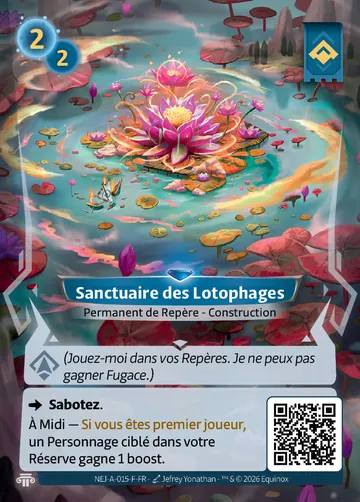 2
2
Sanctuaire des Lotophages
Permanent de Repère - Construction
(Jouez-moi dans vos Repères. Je ne peux pas
gagner Fugace.)
Sabotez.
À Midi — Si vous êtes premier joueur,
un Personnage ciblé dans votre
Réserve gagne 1 boost.
NEJ-A-015-F-FR - Jefrey Yonathan - ™ & © 2026 Equinox